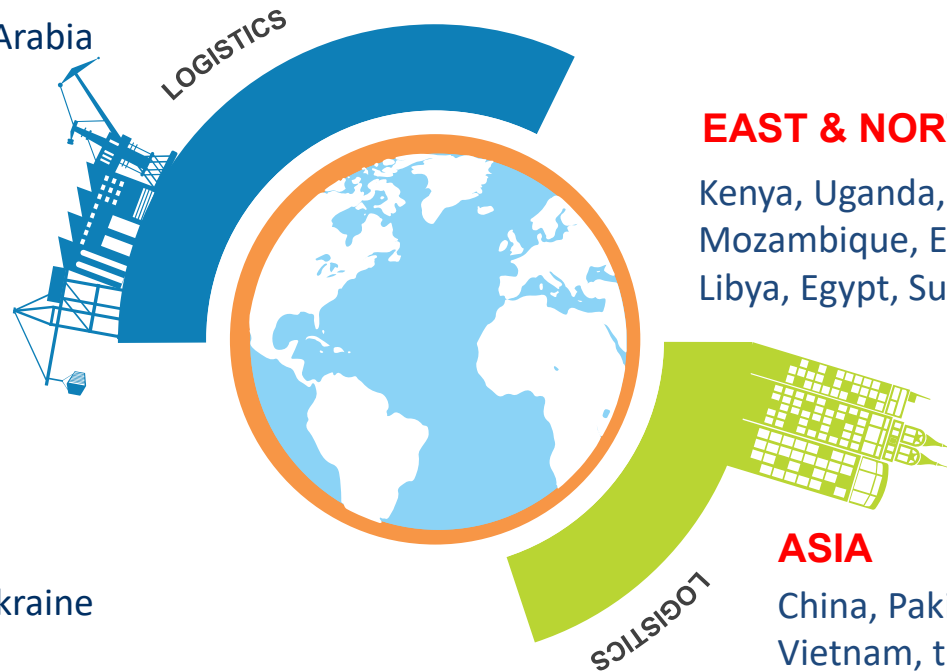 Arabia
LOGISTICS
EAST & NOR
Kenya, Uganda,
Mozambique, E
Libya, Egypt, Su
ASIA
China, Pak
Vietnam, t
kraine
LOGISTICS